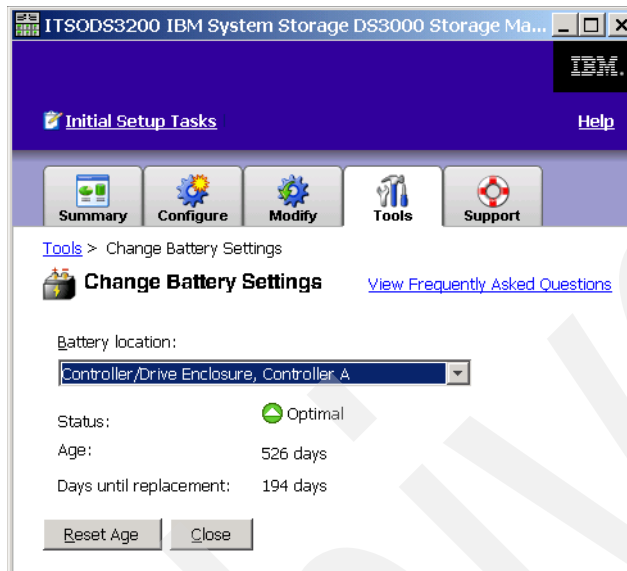 ITSODS3200 IBM System Storage DS3000 Storage Ma...
IBM.
Initial Setup Tasks Help
Summary Configure Modify Tools Support
Tools > Change Battery Settings
Change Battery Settings View Frequently Asked Questions
Battery location:
Controller/Drive Enclosure, Controller A
Status: Optimal
Age: 526 days
Days until replacement: 194 days
Reset Age Close